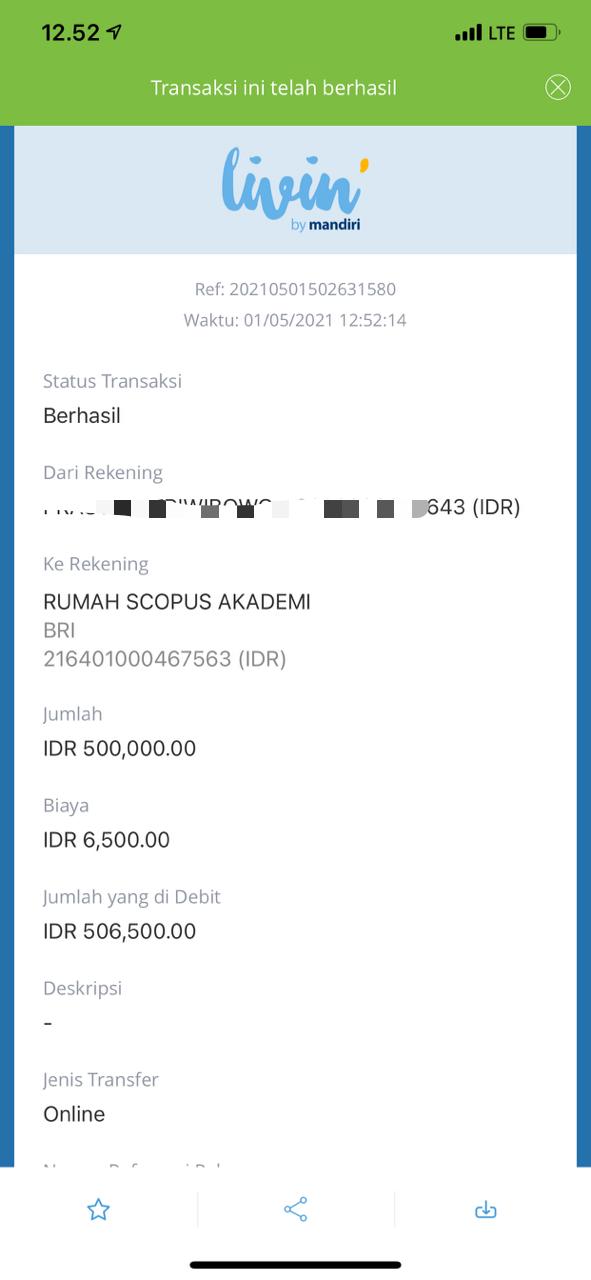 12.52
LTE
Transaksi ini telah berhasil
livin'
by mandiri
Ref: 20210501502631580
Waktu: 01/05/2021 12:52:14
Status Transaksi
Berhasil
Dari Rekening
643 (IDR)
Ke Rekening
RUMAH SCOPUS AKADEMI
BRI
216401000467563 (IDR)
Jumlah
IDR 500,000.00
Biaya
IDR 6,500.00
Jumlah yang di Debit
IDR 506,500.00
Deskripsi
-
Jenis Transfer
Online